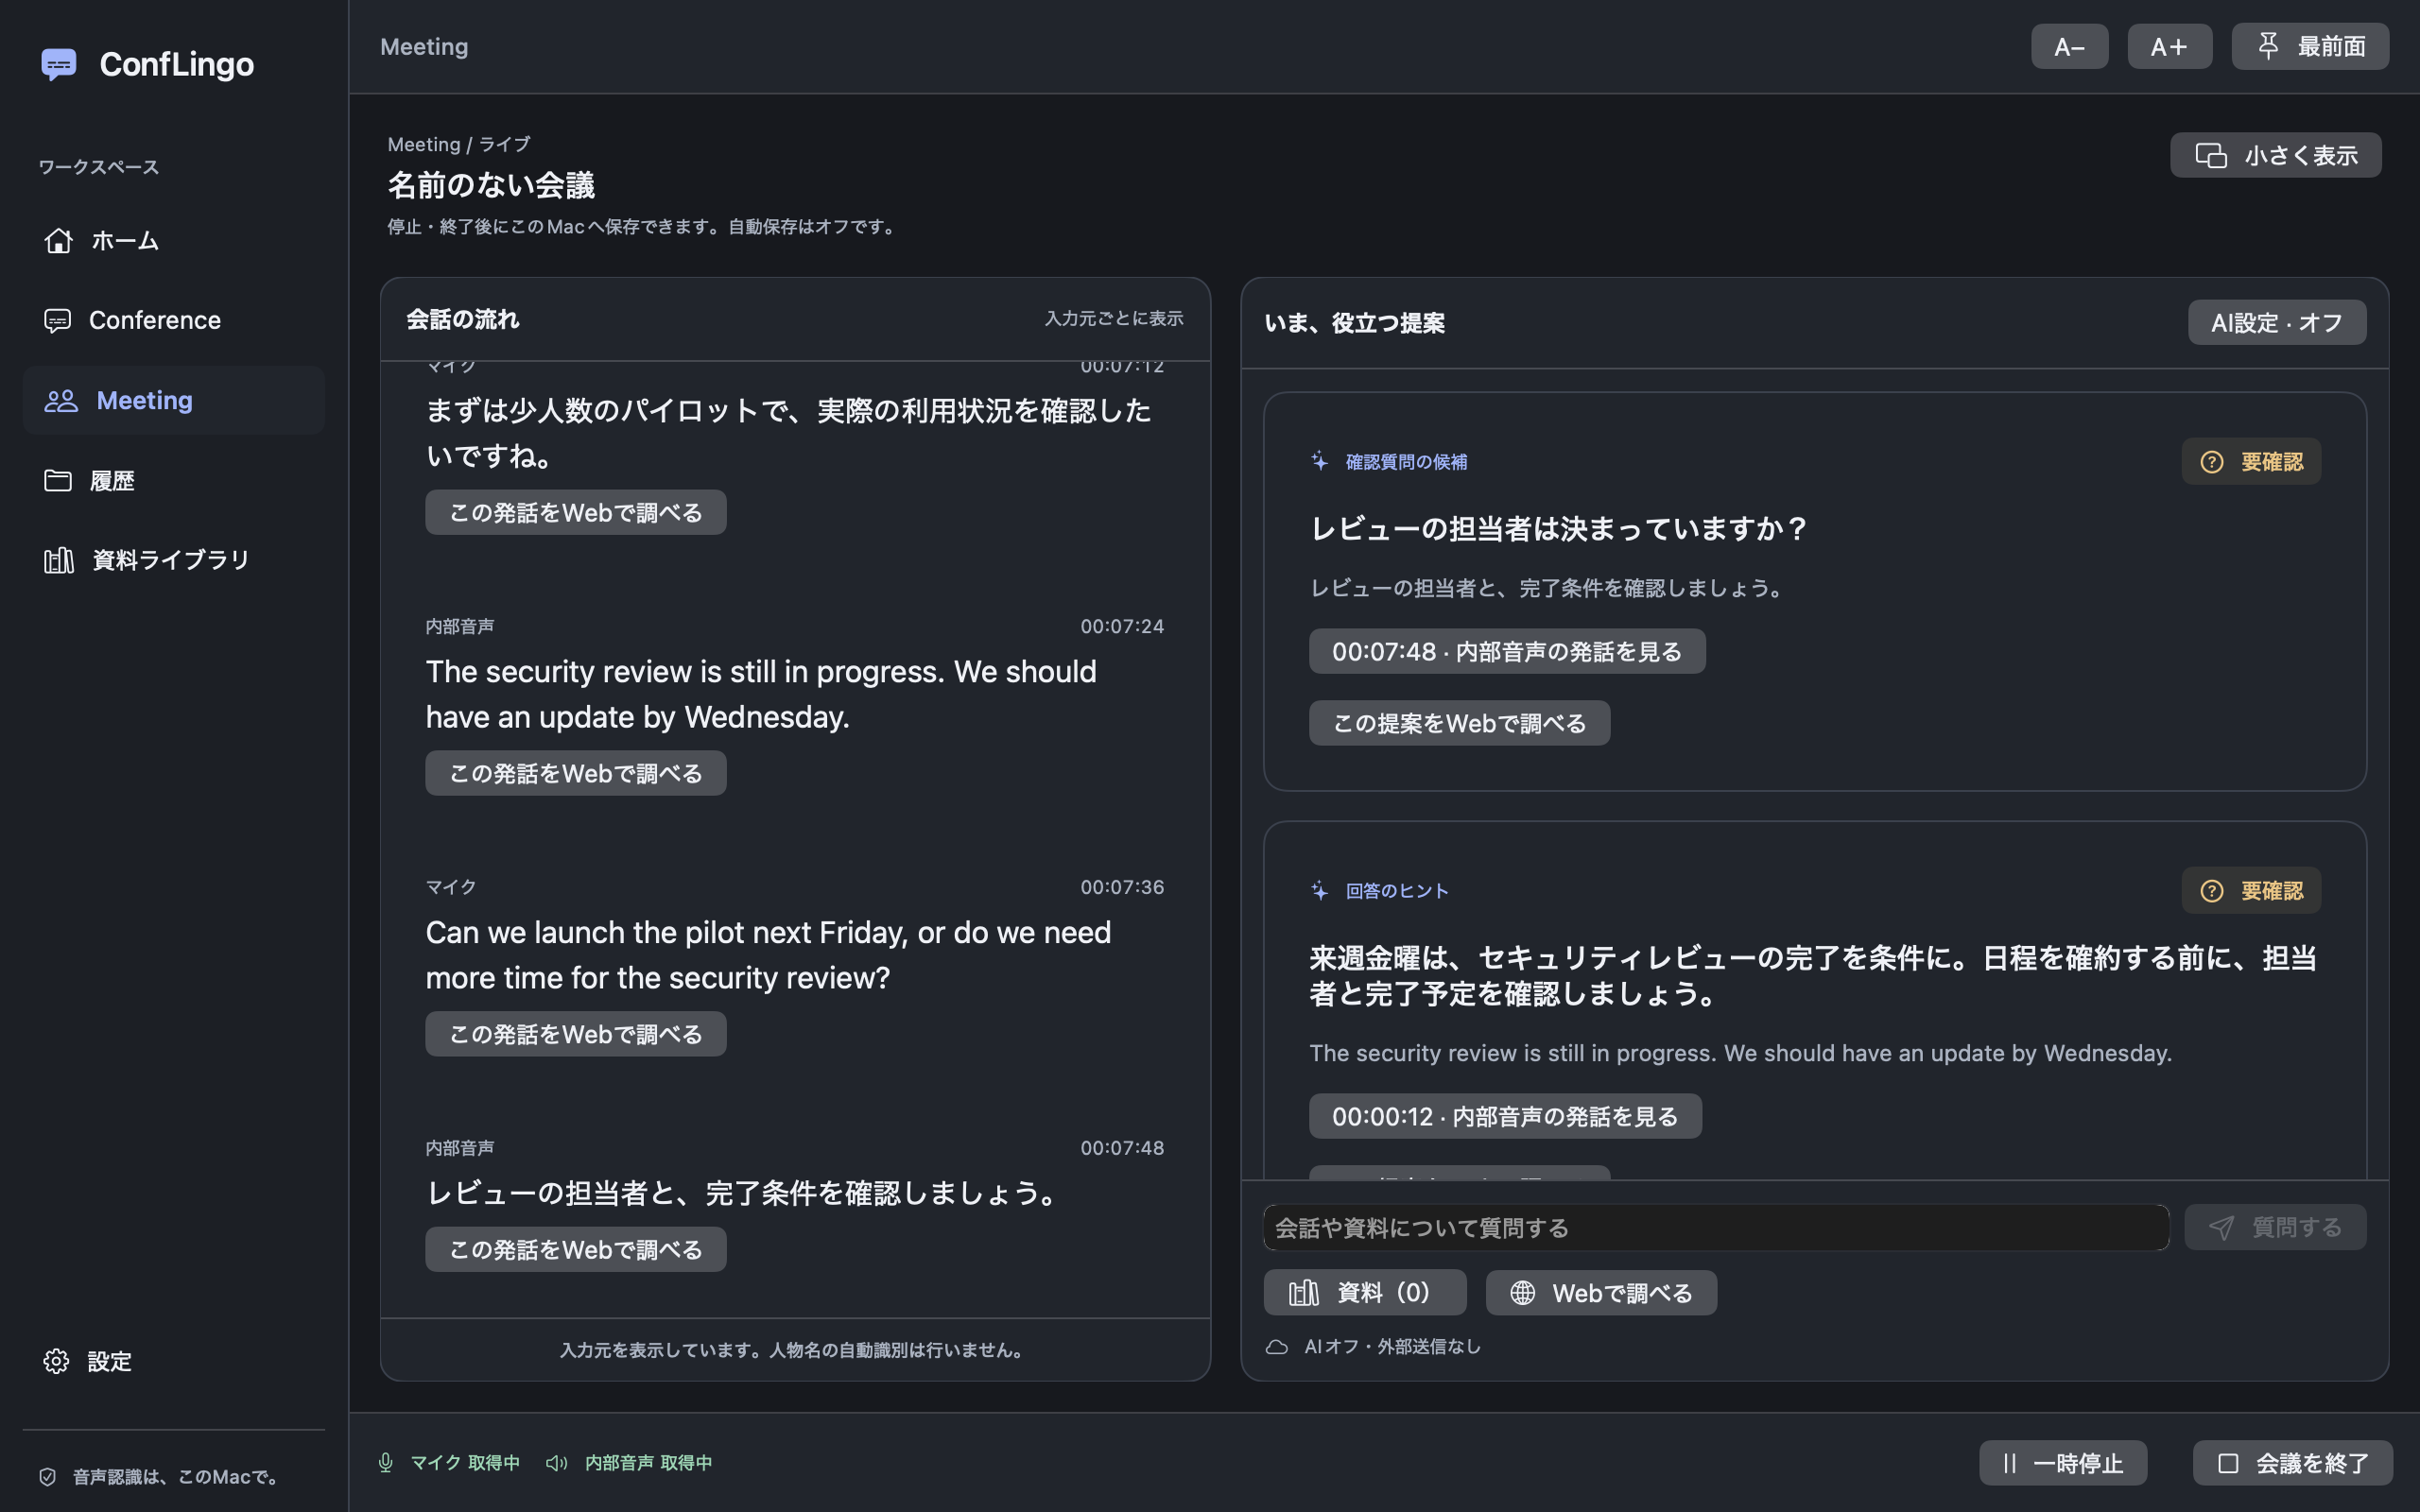 ConfLingo
ワークスペース
ホーム
Conference
Meeting
履歴
資料ライブラリ
設定
音声認識は、このMacで。
Meeting
A−
A+
最前面
Meeting / ライブ
名前のない会議
停止・終了後にこのMacへ保存できます。自動保存はオフです。
小さく表示
会話の流れ
入力元ごとに表示
マイク
00:07:12
まずは少人数のパイロットで、実際の利用状況を確認した
いですね。
この発話をWebで調べる
内部音声
00:07:24
The security review is still in progress. We should
have an update by Wednesday.
この発話をWebで調べる
マイク
00:07:36
Can we launch the pilot next Friday, or do we need
more time for the security review?
この発話をWebで調べる
内部音声
00:07:48
レビューの担当者と、完了条件を確認しましょう。
この発話をWebで調べる
入力元を表示しています。人物名の自動識別は行いません。
いま、役立つ提案
AI設定 · オフ
確認質問の候補
要確認
レビューの担当者は決まっていますか？
レビューの担当者と、完了条件を確認しましょう。
00:07:48 · 内部音声の発話を見る
この提案をWebで調べる
回答のヒント
要確認
来週金曜は、セキュリティレビューの完了を条件に。日程を確約する前に、担当
者と完了予定を確認しましょう。
The security review is still in progress. We should have an update by Wednesday.
00:00:12 · 内部音声の発話を見る
会話や資料について質問する
質問する
資料（0）
Webで調べる
AIオフ・外部送信なし
マイク 取得中
内部音声 取得中
一時停止
会議を終了